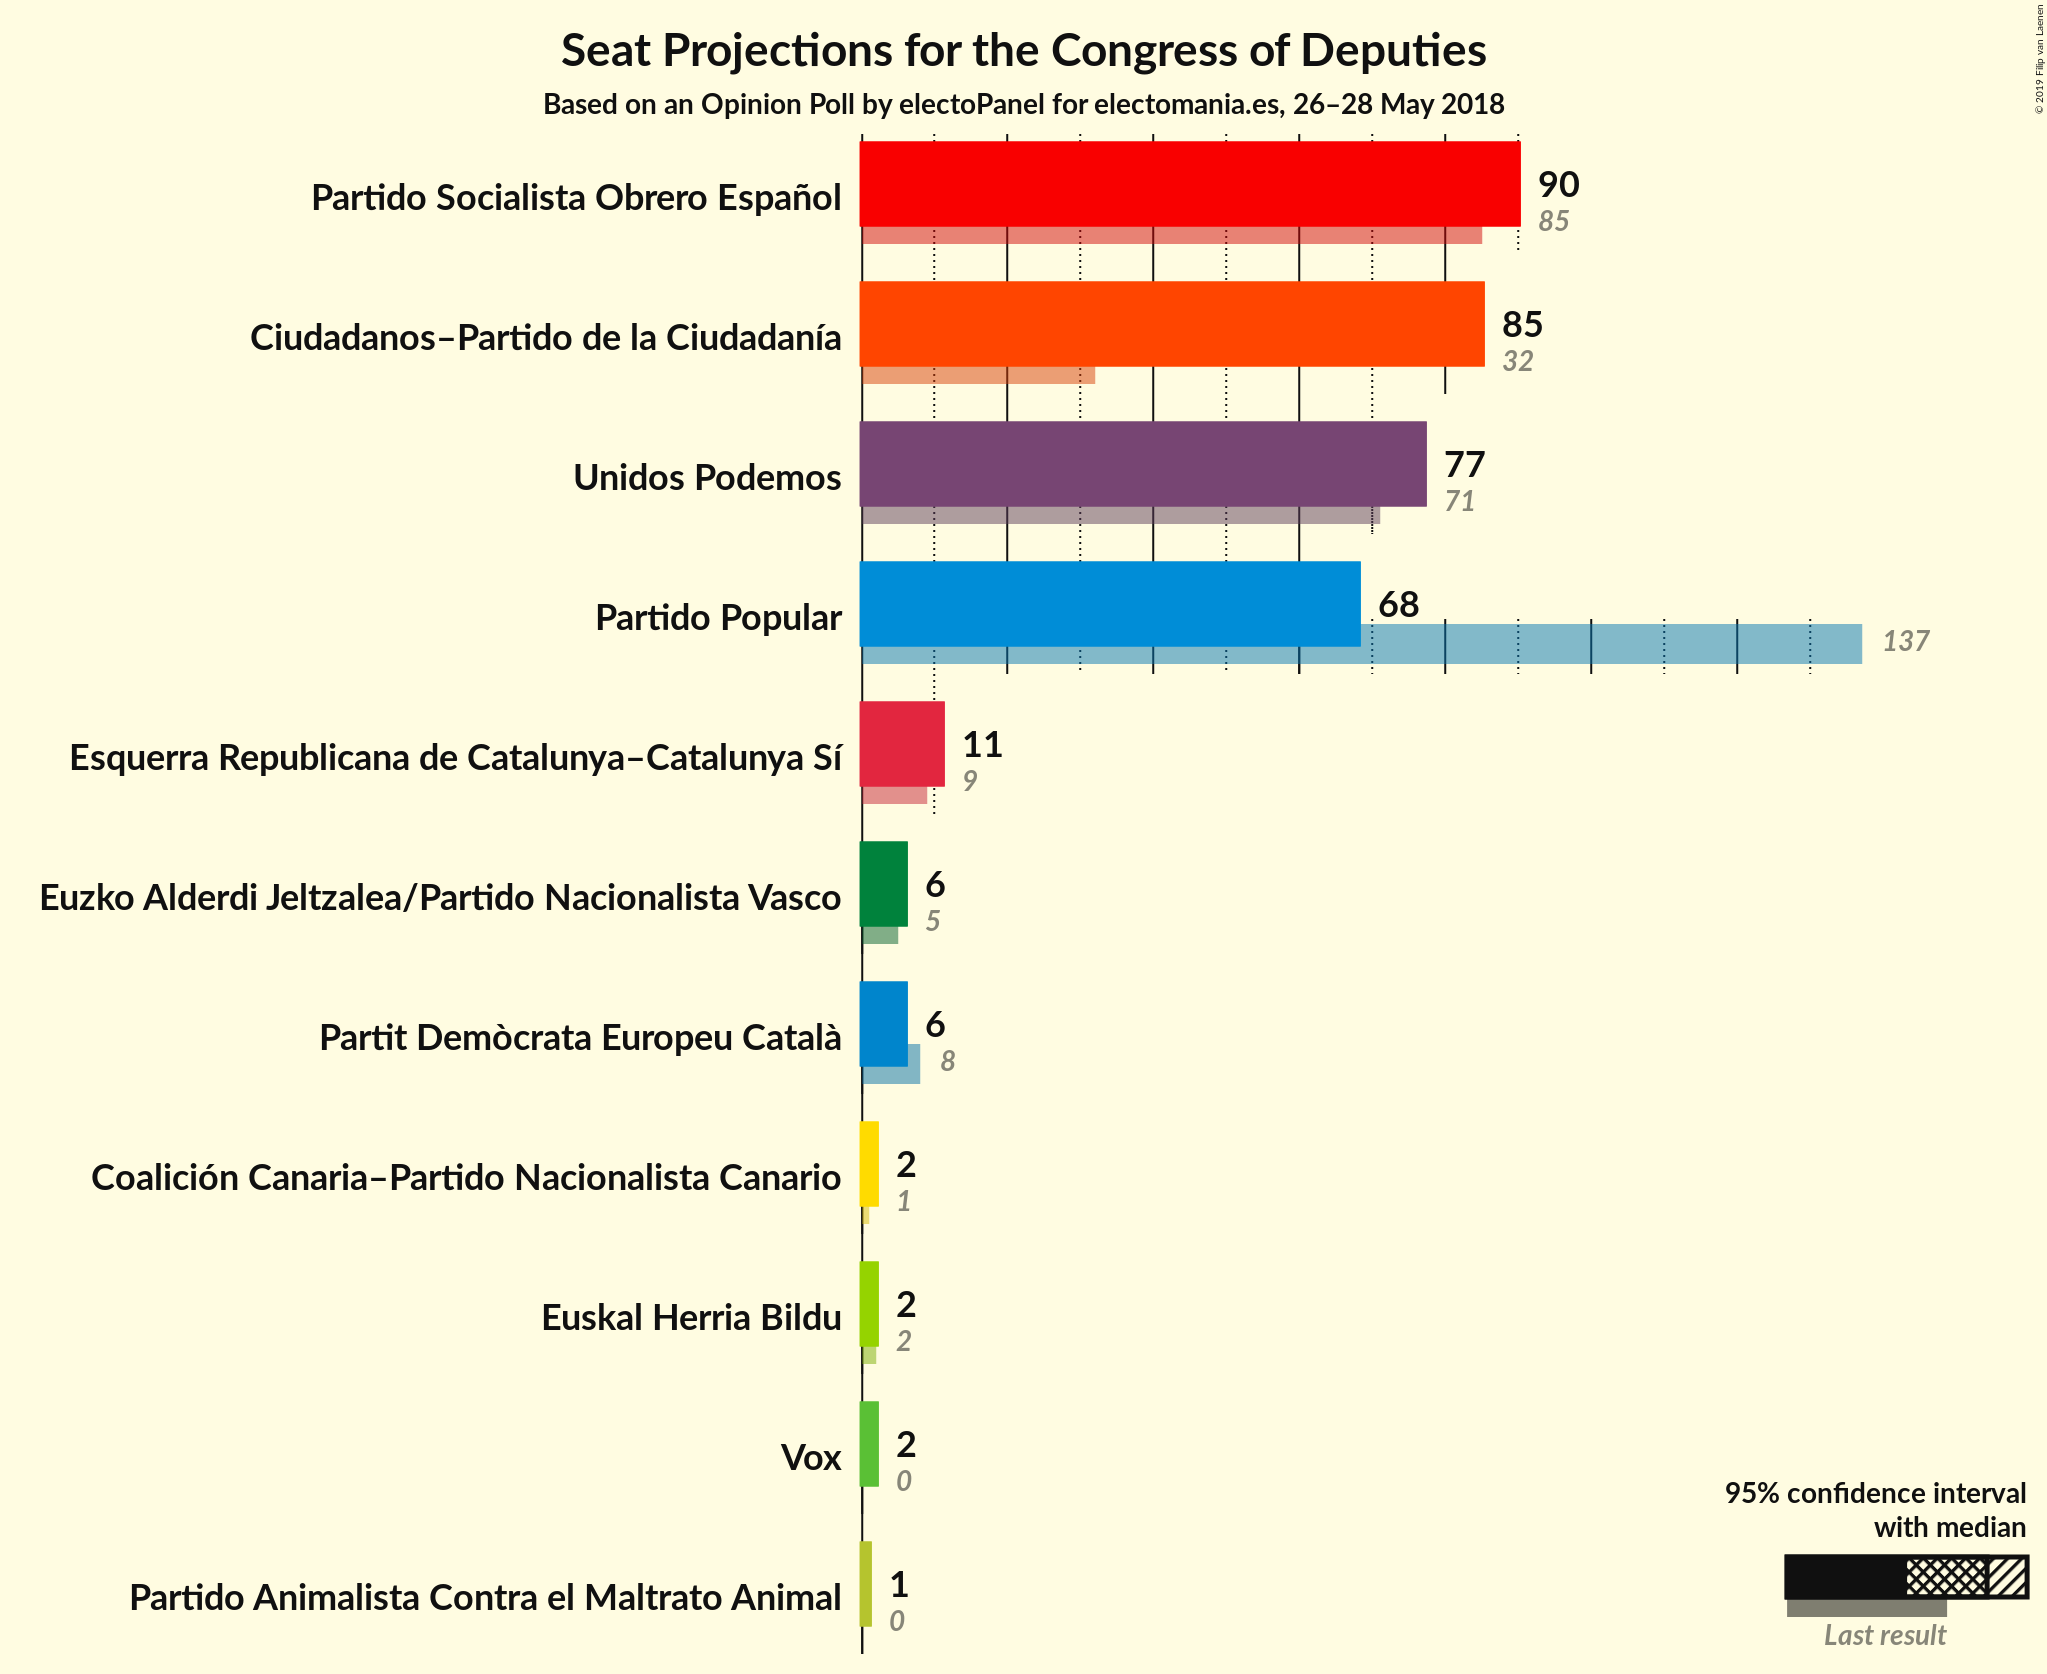 Seat Projections for the Congress of Deputies
Based on an Opinion Poll by electoPanel for electomania.es, 26–28 May 2018
© 2019 Filip van Laenen
Partido Socialista Obrero Español
90
85
Ciudadanos–Partido de la Ciudadanía
85
32
Unidos Podemos
77
71
Partido Popular
68
137
Esquerra Republicana de Catalunya–Catalunya Sí
11
9
Euzko Alderdi Jeltzalea/Partido Nacionalista Vasco
6
5
Partit Demòcrata Europeu Català
6
8
Coalición Canaria–Partido Nacionalista Canario
2
1
Euskal Herria Bildu
2
2
Vox
2
0
Partido Animalista Contra el Maltrato Animal
1
0
95% confidence interval
with median
Last result